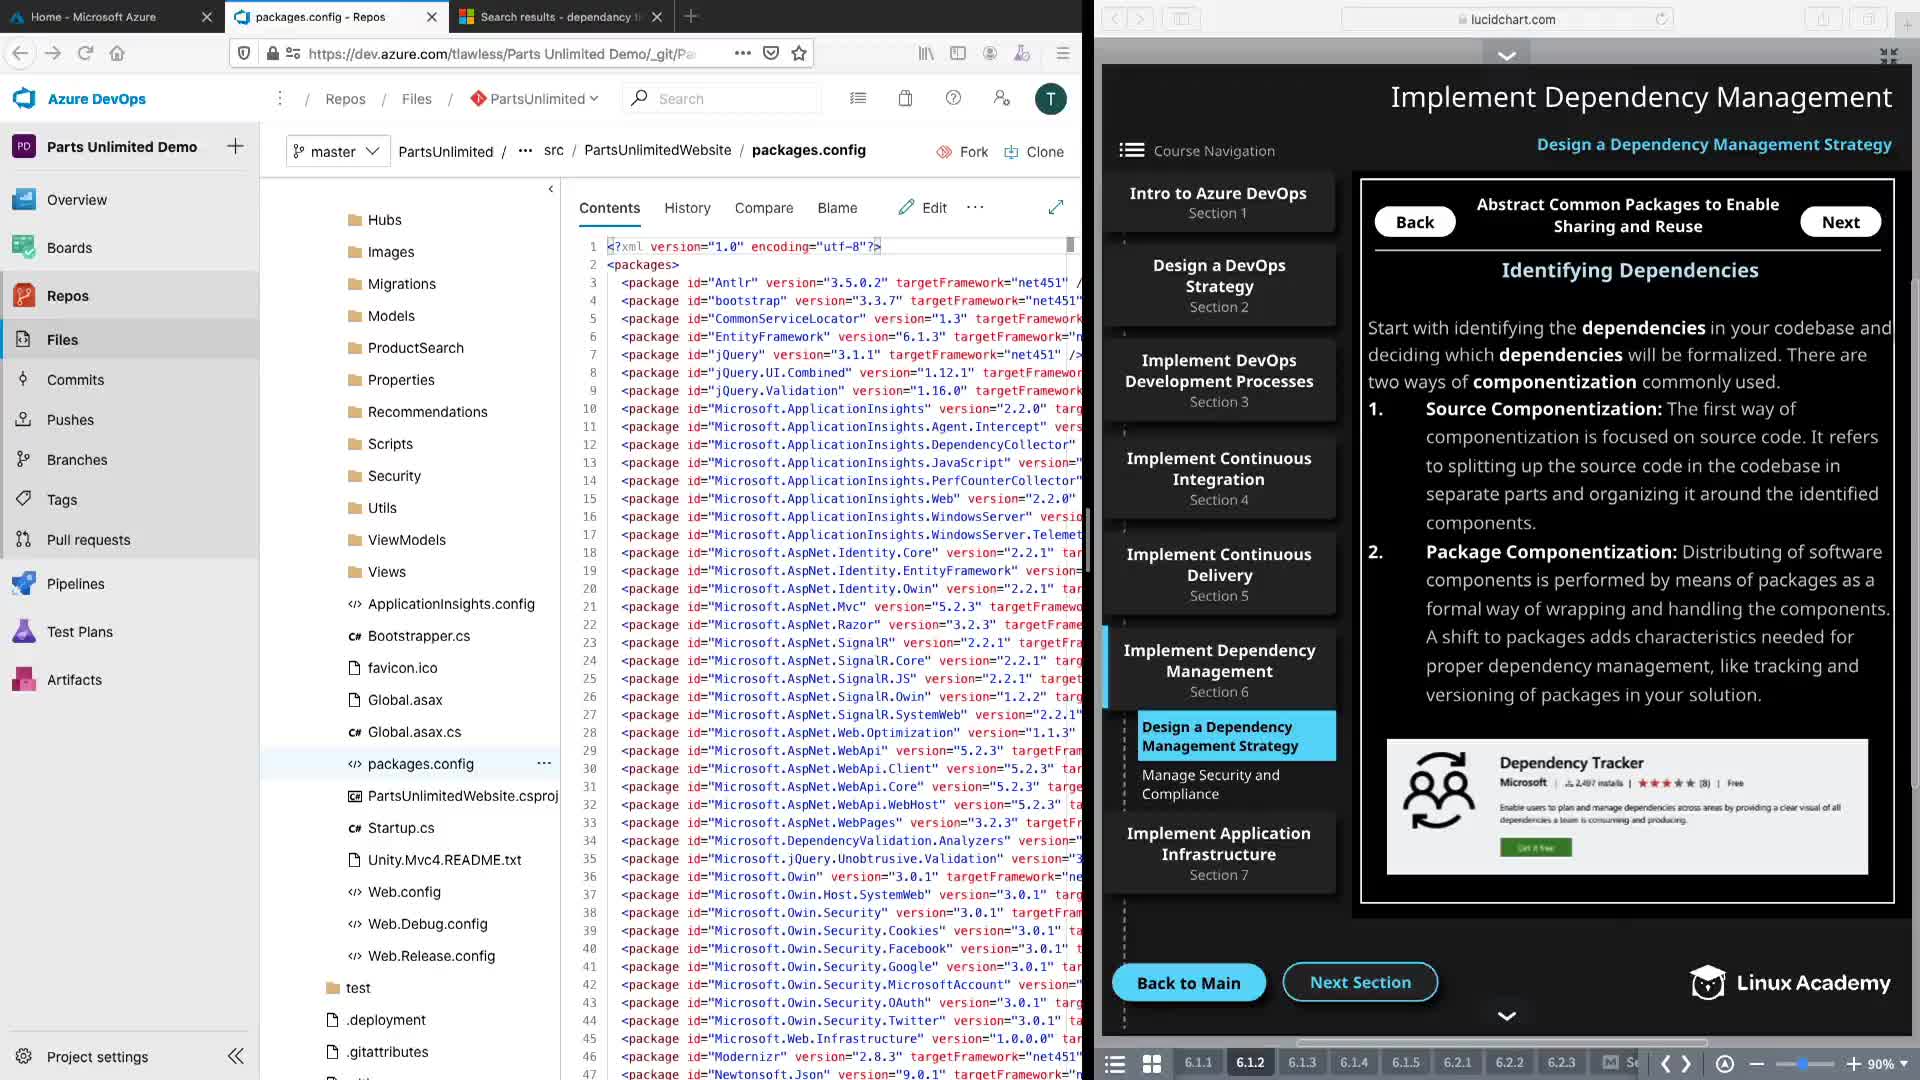 Home - Microsoft Azure
packages.config - Repos
Search results - dependancy
https://dev.azure.com/tlawless/Parts Unlimited Demo/_git/Pa
lucidchart.com
Azure DevOps
Repos / Files / PartsUnlimited
Search
T
PD Parts Unlimited Demo
Overview
Boards
Repos
Files
Commits
Pushes
Branches
Tags
Pull requests
Pipelines
Test Plans
Artifacts
Project settings
master
PartsUnlimited / ··· src / PartsUnlimitedWebsite / packages.config
Fork
Clone
Hubs
Images
Migrations
Models
ProductSearch
Properties
Recommendations
Scripts
Security
Utils
ViewModels
Views
ApplicationInsights.config
C# Bootstrapper.cs
favicon.ico
Global.asax
C# Global.asax.cs
packages.config
PartsUnlimitedWebsite.csproj
C# Startup.cs
Unity.Mvc4.README.txt
Web.config
Web.Debug.config
Web.Release.config
test
.deployment
.gitattributes
Contents History Compare Blame Edit
1 <?xml version="1.0" encoding="utf-8"?>
2 <packages>
3 <package id="Antlr" version="3.5.0.2" targetFramework="net451" /
4 <package id="bootstrap" version="3.3.7" targetFramework="net451"
5 <package id="CommonServiceLocator" version="1.3" targetFramework
6 <package id="EntityFramework" version="6.1.3" targetFramework="n
7 <package id="jQuery" version="3.1.1" targetFramework="net451" />
8 <package id="jQuery.UI.Combined" version="1.12.1" targetFramewor
9 <package id="jQuery.Validation" version="1.16.0" targetFramework
10 <package id="Microsoft.ApplicationInsights" version="2.2.0" targ
11 <package id="Microsoft.ApplicationInsights.Agent.Intercept" vers
12 <package id="Microsoft.ApplicationInsights.DependencyCollector"
13 <package id="Microsoft.ApplicationInsights.JavaScript" version="
14 <package id="Microsoft.ApplicationInsights.PerfCounterCollector"
15 <package id="Microsoft.ApplicationInsights.Web" version="2.2.0"
16 <package id="Microsoft.ApplicationInsights.WindowsServer" versio
17 <package id="Microsoft.ApplicationInsights.WindowsServer.Telemet
18 <package id="Microsoft.AspNet.Identity.Core" version="2.2.1" tar
19 <package id="Microsoft.AspNet.Identity.EntityFramework" version=
20 <package id="Microsoft.AspNet.Identity.Owin" version="2.2.1" tar
21 <package id="Microsoft.AspNet.Mvc" version="5.2.3" targetFramewo
22 <package id="Microsoft.AspNet.Razor" version="3.2.3" targetFrame
23 <package id="Microsoft.AspNet.SignalR" version="2.2.1" targetFra
24 <package id="Microsoft.AspNet.SignalR.Core" version="2.2.1" targ
25 <package id="Microsoft.AspNet.SignalR.JS" version="2.2.1" target
26 <package id="Microsoft.AspNet.SignalR.Owin" version="1.2.2" targ
27 <package id="Microsoft.AspNet.SignalR.SystemWeb" version="2.2.1"
28 <package id="Microsoft.AspNet.Web.Optimization" version="1.1.3"
29 <package id="Microsoft.AspNet.WebApi" version="5.2.3" targetFram
30 <package id="Microsoft.AspNet.WebApi.Client" version="5.2.3" tar
31 <package id="Microsoft.AspNet.WebApi.Core" version="5.2.3" targe
32 <package id="Microsoft.AspNet.WebApi.WebHost" version="5.2.3" ta
33 <package id="Microsoft.AspNet.WebPages" version="3.2.3" targetFr
34 <package id="Microsoft.DependencyValidation.Analyzers" version="
35 <package id="Microsoft.jQuery.Unobtrusive.Validation" version="3
36 <package id="Microsoft.Owin" version="3.0.1" targetFramework="ne
37 <package id="Microsoft.Owin.Host.SystemWeb" version="3.0.1" targ
38 <package id="Microsoft.Owin.Security" version="3.0.1" targetFram
39 <package id="Microsoft.Owin.Security.Cookies" version="3.0.1" ta
40 <package id="Microsoft.Owin.Security.Facebook" version="3.0.1" t
41 <package id="Microsoft.Owin.Security.Google" version="3.0.1" tar
42 <package id="Microsoft.Owin.Security.MicrosoftAccount" version="
43 <package id="Microsoft.Owin.Security.OAuth" version="3.0.1" targ
44 <package id="Microsoft.Owin.Security.Twitter" version="3.0.1" ta
45 <package id="Microsoft.Web.Infrastructure" version="1.0.0.0" tar
46 <package id="Modernizr" version="2.8.3" targetFramework="net451"
47 <package id="Newtonsoft.Json" version="9.0.1" targetFramework="n
Implement Dependency Management
Design a Dependency Management Strategy
Course Navigation
Intro to Azure DevOps
Section 1
Design a DevOps
Strategy
Section 2
Implement DevOps
Development Processes
Section 3
Implement Continuous
Integration
Section 4
Implement Continuous
Delivery
Section 5
Implement Dependency
Management
Section 6
Design a Dependency
Management Strategy
Manage Security and
Compliance
Implement Application
Infrastructure
Section 7
Back
Abstract Common Packages to Enable
Sharing and Reuse
Next
Identifying Dependencies
Start with identifying the dependencies in your codebase and
deciding which dependencies will be formalized. There are
two ways of componentization commonly used.
1. Source Componentization: The first way of
componentization is focused on source code. It refers
to splitting up the source code in the codebase in
separate parts and organizing it around the identified
components.
2. Package Componentization: Distributing of software
components is performed by means of packages as a
formal way of wrapping and handling the components.
A shift to packages adds characteristics needed for
proper dependency management, like tracking and
versioning of packages in your solution.
Dependency Tracker
Microsoft | 2,497 installs | (8) | Free
Enable users to plan and manage dependencies across areas by providing a clear visual of all
dependencies a team is consuming and producing.
Get it free
Back to Main
Next Section
Linux Academy
6.1.1 6.1.2 6.1.3 6.1.4 6.1.5 6.2.1 6.2.2 6.2.3 M Se
90%